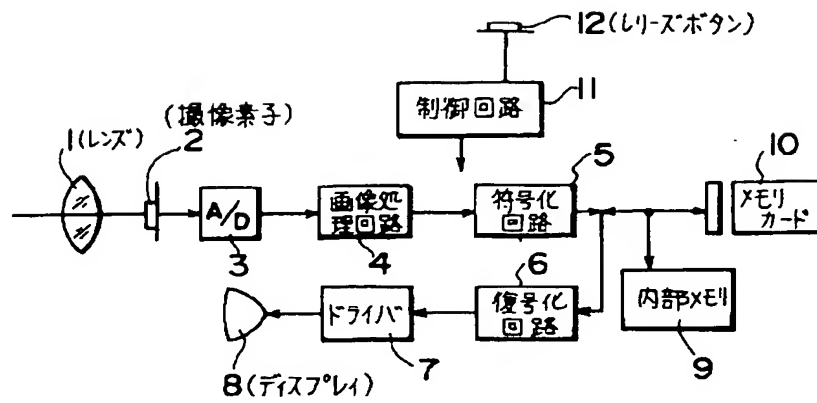 12(レリーズボタン)
制御回路
11
(撮像素子)
1(レンズ)
2
A/D
3
画像処
理回路
4
符号化
回路
5
メモリ
カード
10
復号化
回路
6
内部メモリ
9
ドライバ
7
8(ディスプレイ)